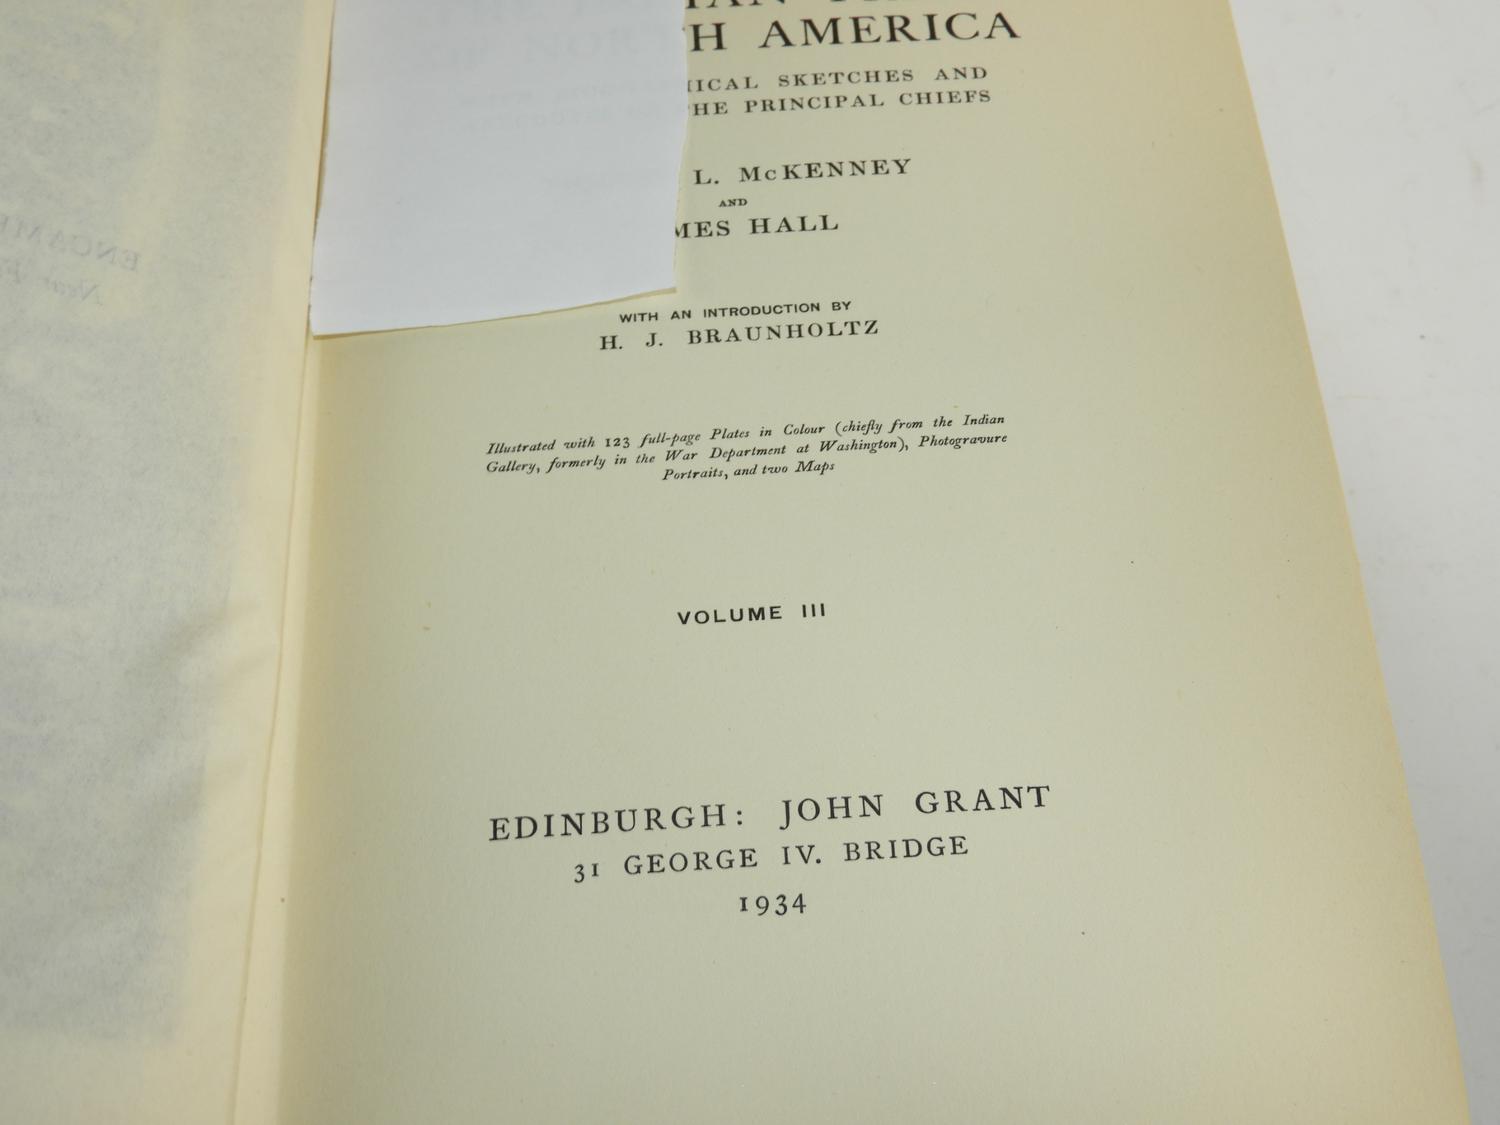 H AMERICA
ICAL SKETCHES AND
HE PRINCIPAL CHIEFS
L. McKENNEY
AND
MES HALL
WITH AN INTRODUCTION BY
H. J. BRAUNHOLTZ
Illustrated with 123 full-page Plates in Colour (chiefly from the Indian
Gallery, formerly in the War Department at Washington), Photogravure
Portraits, and two Maps
VOLUME III
EDINBURGH: JOHN GRANT
31 GEORGE IV. BRIDGE
1934